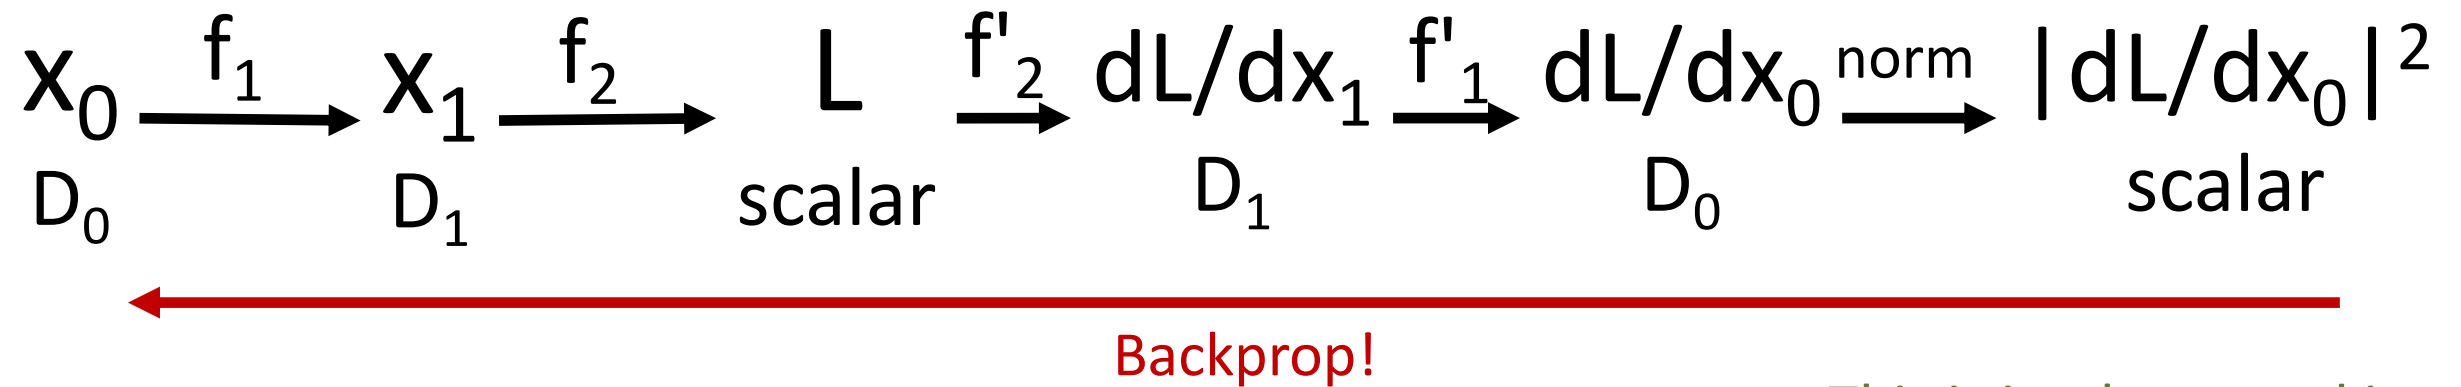 x₀ f₁ x₁ f₂ L f'₂ dL/dx₁ f'₁ dL/dx₀ norm |dL/dx₀|²
D₀ D₁ scalar D₁ D₀ scalar
Backprop!